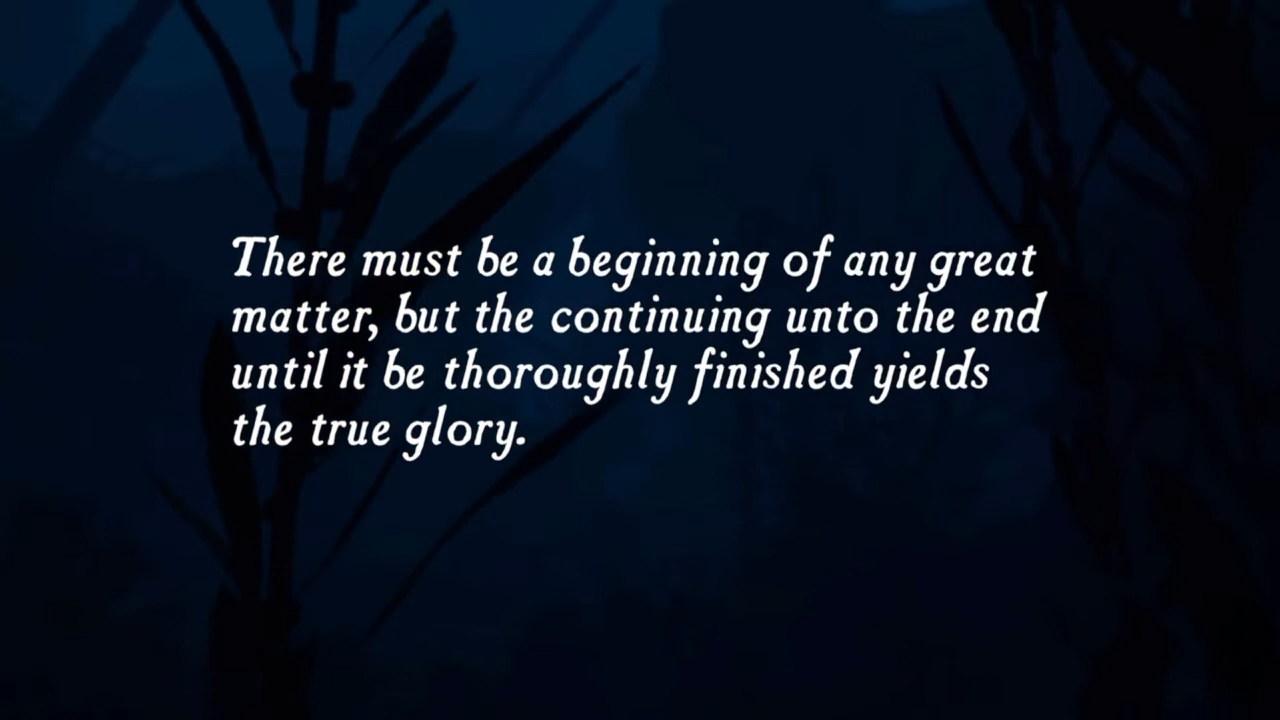 There must be a beginning of any great
matter, but the continuing unto the end
until it be thoroughly finished yields
the true glory.